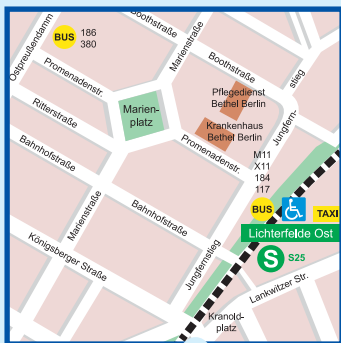 Ostpreußendamm
BUS
186
380
Boothstraße
Marienstraße
Boothstraße
Promenadenstr.
Ritterstraße
Marien-
platz
Pflegedienst
Bethel Berlin
Krankenhaus
Bethel Berlin
Jungfern-
stieg
Promenadenstr.
Bahnhofstraße
Marienstraße
Bahnhofstraße
Königsberger Straße
M11
X11
184
117
BUS
TAXI
Lichterfelde Ost
S
S25
Jungfernstieg
Lankwitzer Str.
Kranold-
platz